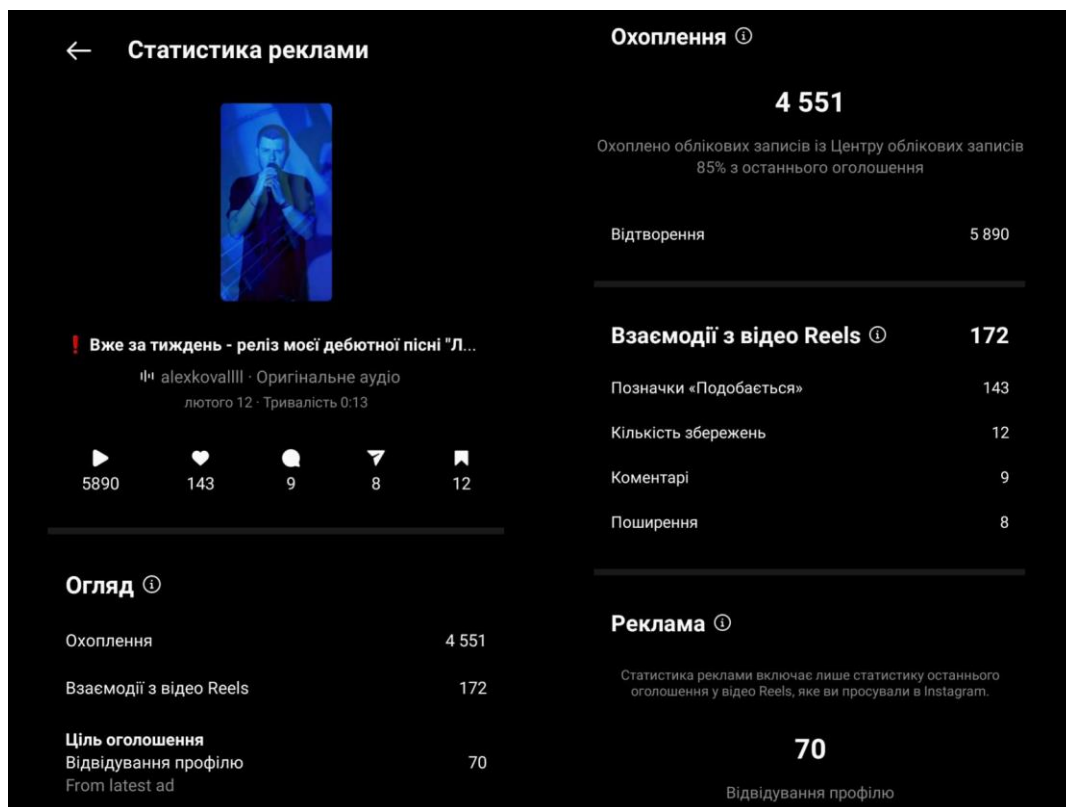 Статистика реклами
❗ Вже за тиждень - реліз моєї дебютної пісні "Л...
alexkovallll · Оригінальне аудіо
лютого 12 · Тривалість 0:13
5890 143 9 8 12
Огляд
Охоплення 4 551
Взаємодії з відео Reels 172
Ціль оголошення
Відвідування профілю 70
From latest ad
Охоплення
4 551
Охоплено облікових записів із Центру облікових записів
85% з останнього оголошення
Відтворення 5 890
Взаємодії з відео Reels 172
Позначки «Подобається» 143
Кількість збережень 12
Коментарі 9
Поширення 8
Реклама
Статистика реклами включає лише статистику останнього
оголошення у відео Reels, яке ви просували в Instagram.
70
Відвідування профілю